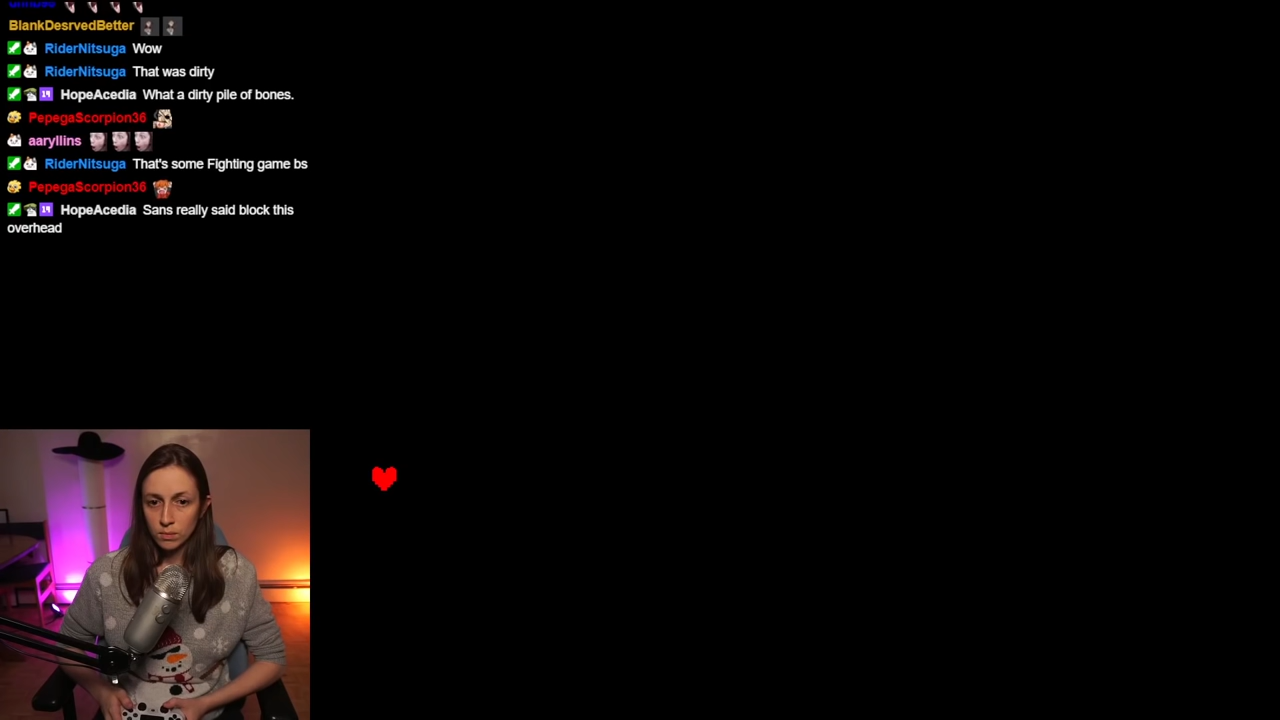 BlankDesrvedBetter
RiderNitsuga Wow
RiderNitsuga That was dirty
HopeAcedia What a dirty pile of bones.
PepegaScorpion36
aaryllins
RiderNitsuga That's some Fighting game bs
PepegaScorpion36
HopeAcedia Sans really said block this
overhead